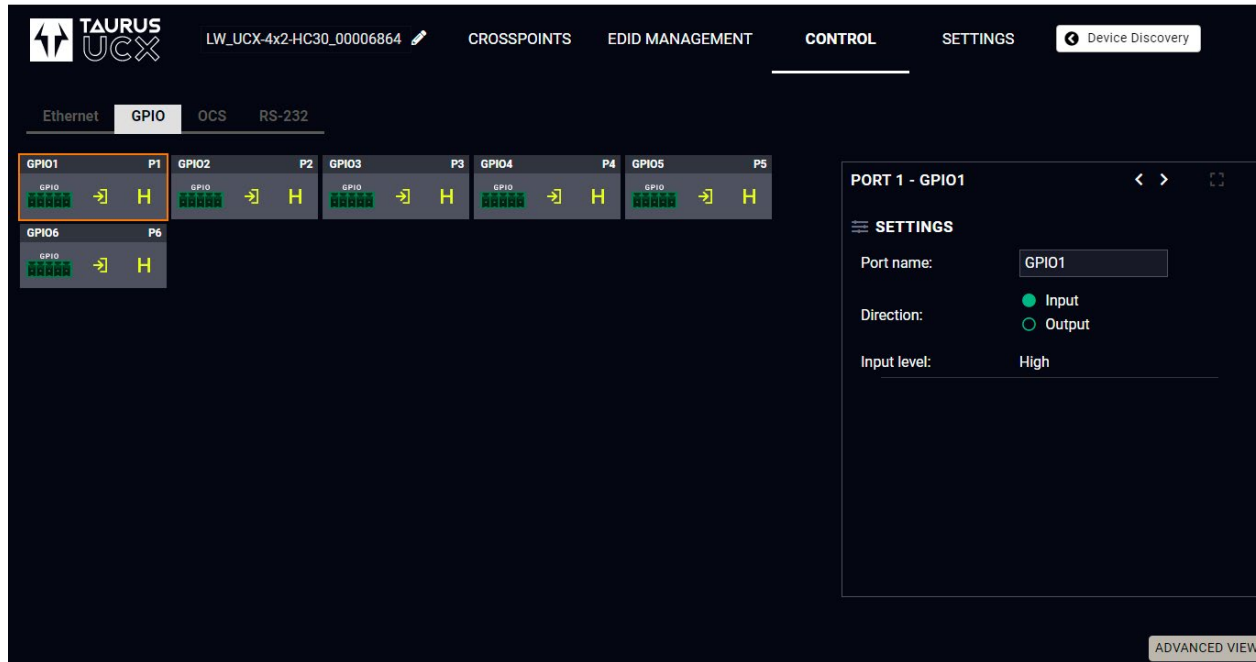 TAURUS
UCX
LW_UCX-4x2-HC30_00006864
CROSSPOINTS
EDID MANAGEMENT
CONTROL
SETTINGS
Device Discovery
Ethernet
GPIO
OCS
RS-232
GPIO1 P1
GPIO H
GPIO2 P2
GPIO H
GPIO3 P3
GPIO H
GPIO4 P4
GPIO H
GPIO5 P5
GPIO H
GPIO6 P6
GPIO H
PORT 1 - GPIO1
SETTINGS
Port name: GPIO1
Direction:
Input
Output
Input level: High
ADVANCED VIEW